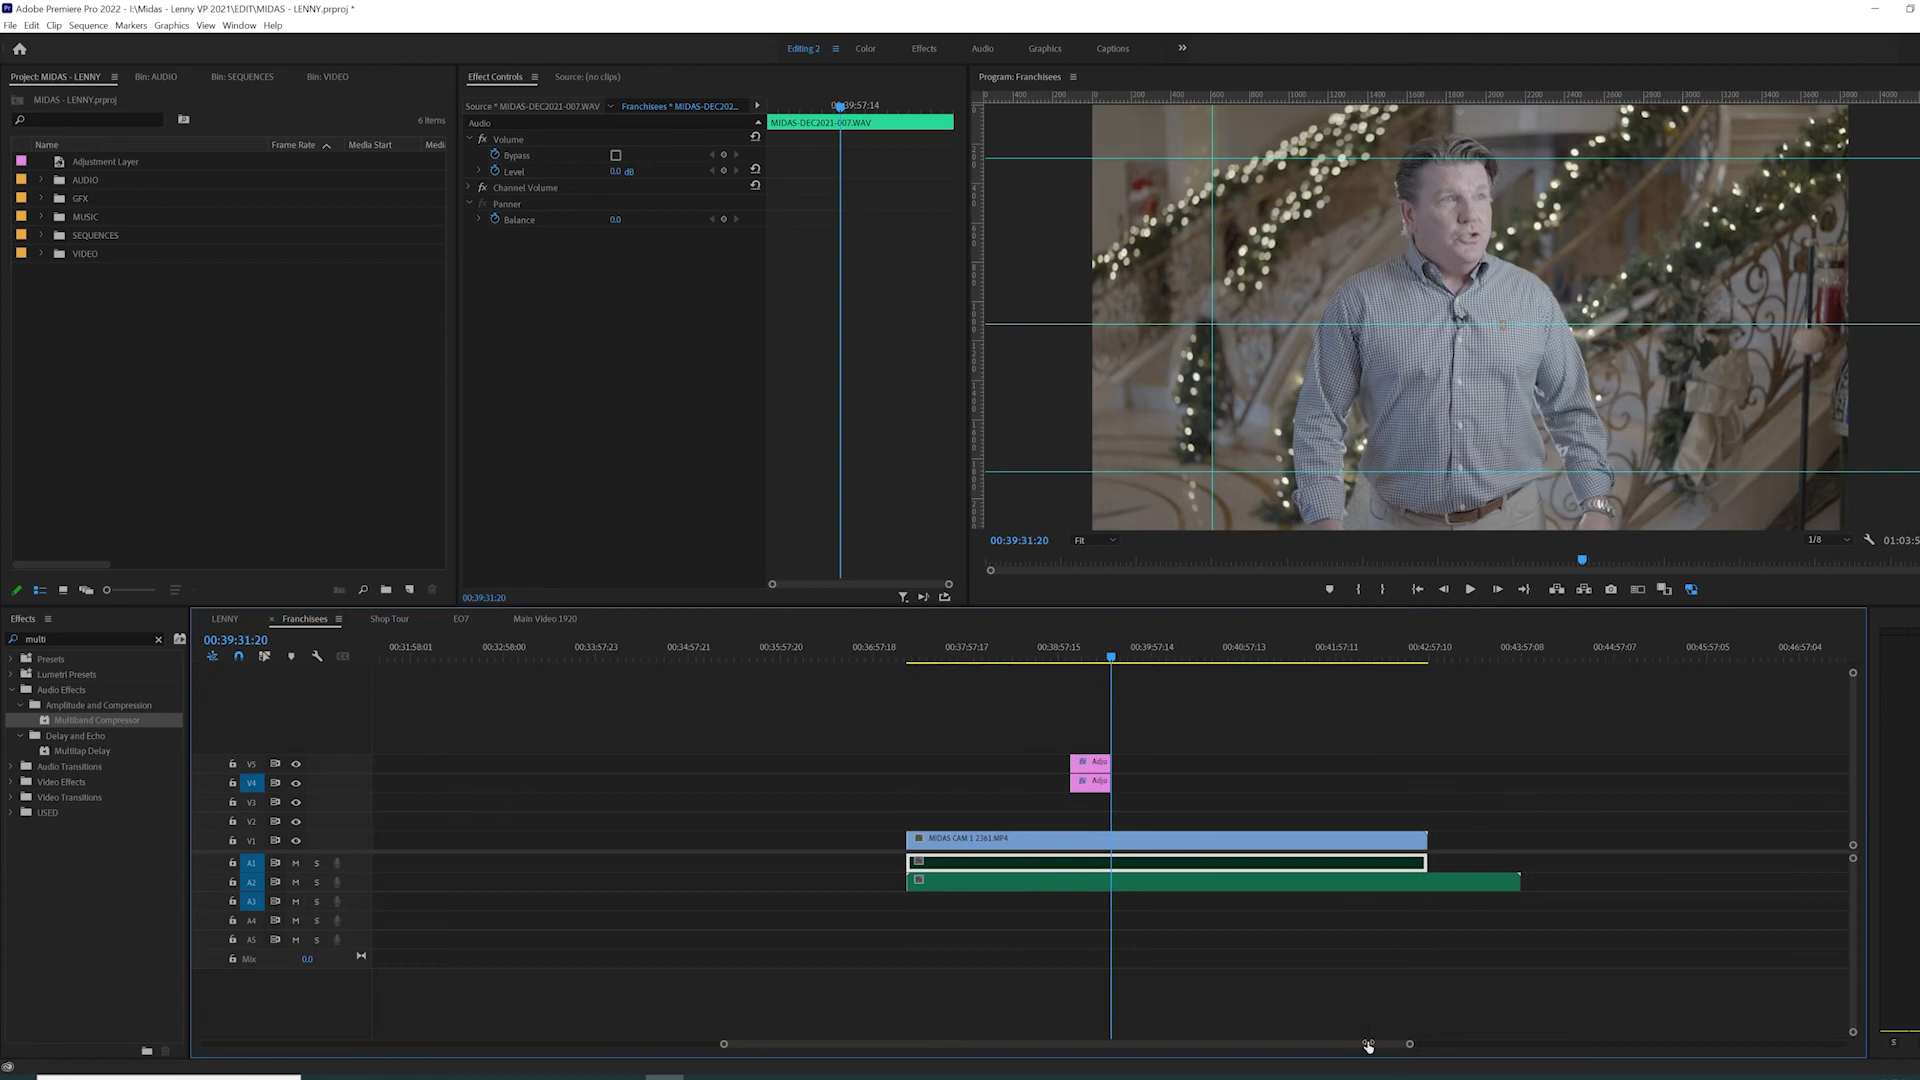 Adobe Premiere Pro 2022 - I:\Midas - Lenny VP 2021\EDIT\MIDAS - LENNY.prproj *
File Edit Clip Sequence Markers Graphics View Window Help
Editing 2 Color Effects Audio Graphics Captions
Project: MIDAS - LENNY Bin: AUDIO Bin: SEQUENCES Bin: VIDEO
MIDAS - LENNY.prproj
6 Items
Name Frame Rate Media Start Medi
Adjustment Layer
AUDIO
GFX
MUSIC
SEQUENCES
VIDEO
Effect Controls Source: (no clips)
Source * MIDAS-DEC2021-007.WAV Franchisees * MIDAS-DEC202...
Audio MIDAS-DEC2021-007.WAV
fx Volume
Bypass
Level 0.0 dB
fx Channel Volume
fx Panner
Balance 0.0
00:39:31:20
Program: Franchisees
00:39:31:20 Fit 1/8 01:03:5
Effects
multi
Presets
Lumetri Presets
Audio Effects
Amplitude and Compression
Multiband Compressor
Delay and Echo
Multitap Delay
Audio Transitions
Video Effects
Video Transitions
USED
LENNY × Franchisees Shop Tour EO7 Main Video 1920
00:39:31:20
00:31:58:01 00:32:58:00 00:33:57:23 00:34:57:21 00:35:57:20 00:36:57:18 00:37:57:17 00:38:57:15 00:39:57:14 00:40:57:13 00:41:57:11 00:42:57:10 00:43:57:08 00:44:57:07 00:45:57:05 00:46:57:04
V5 fx Adju
V4 fx Adju
V3
V2
V1 MIDAS CAM 1 2361.MP4
A1 M S
A2 M S
A3 M S
A4 M S
A5 M S
Mix 0.0
S